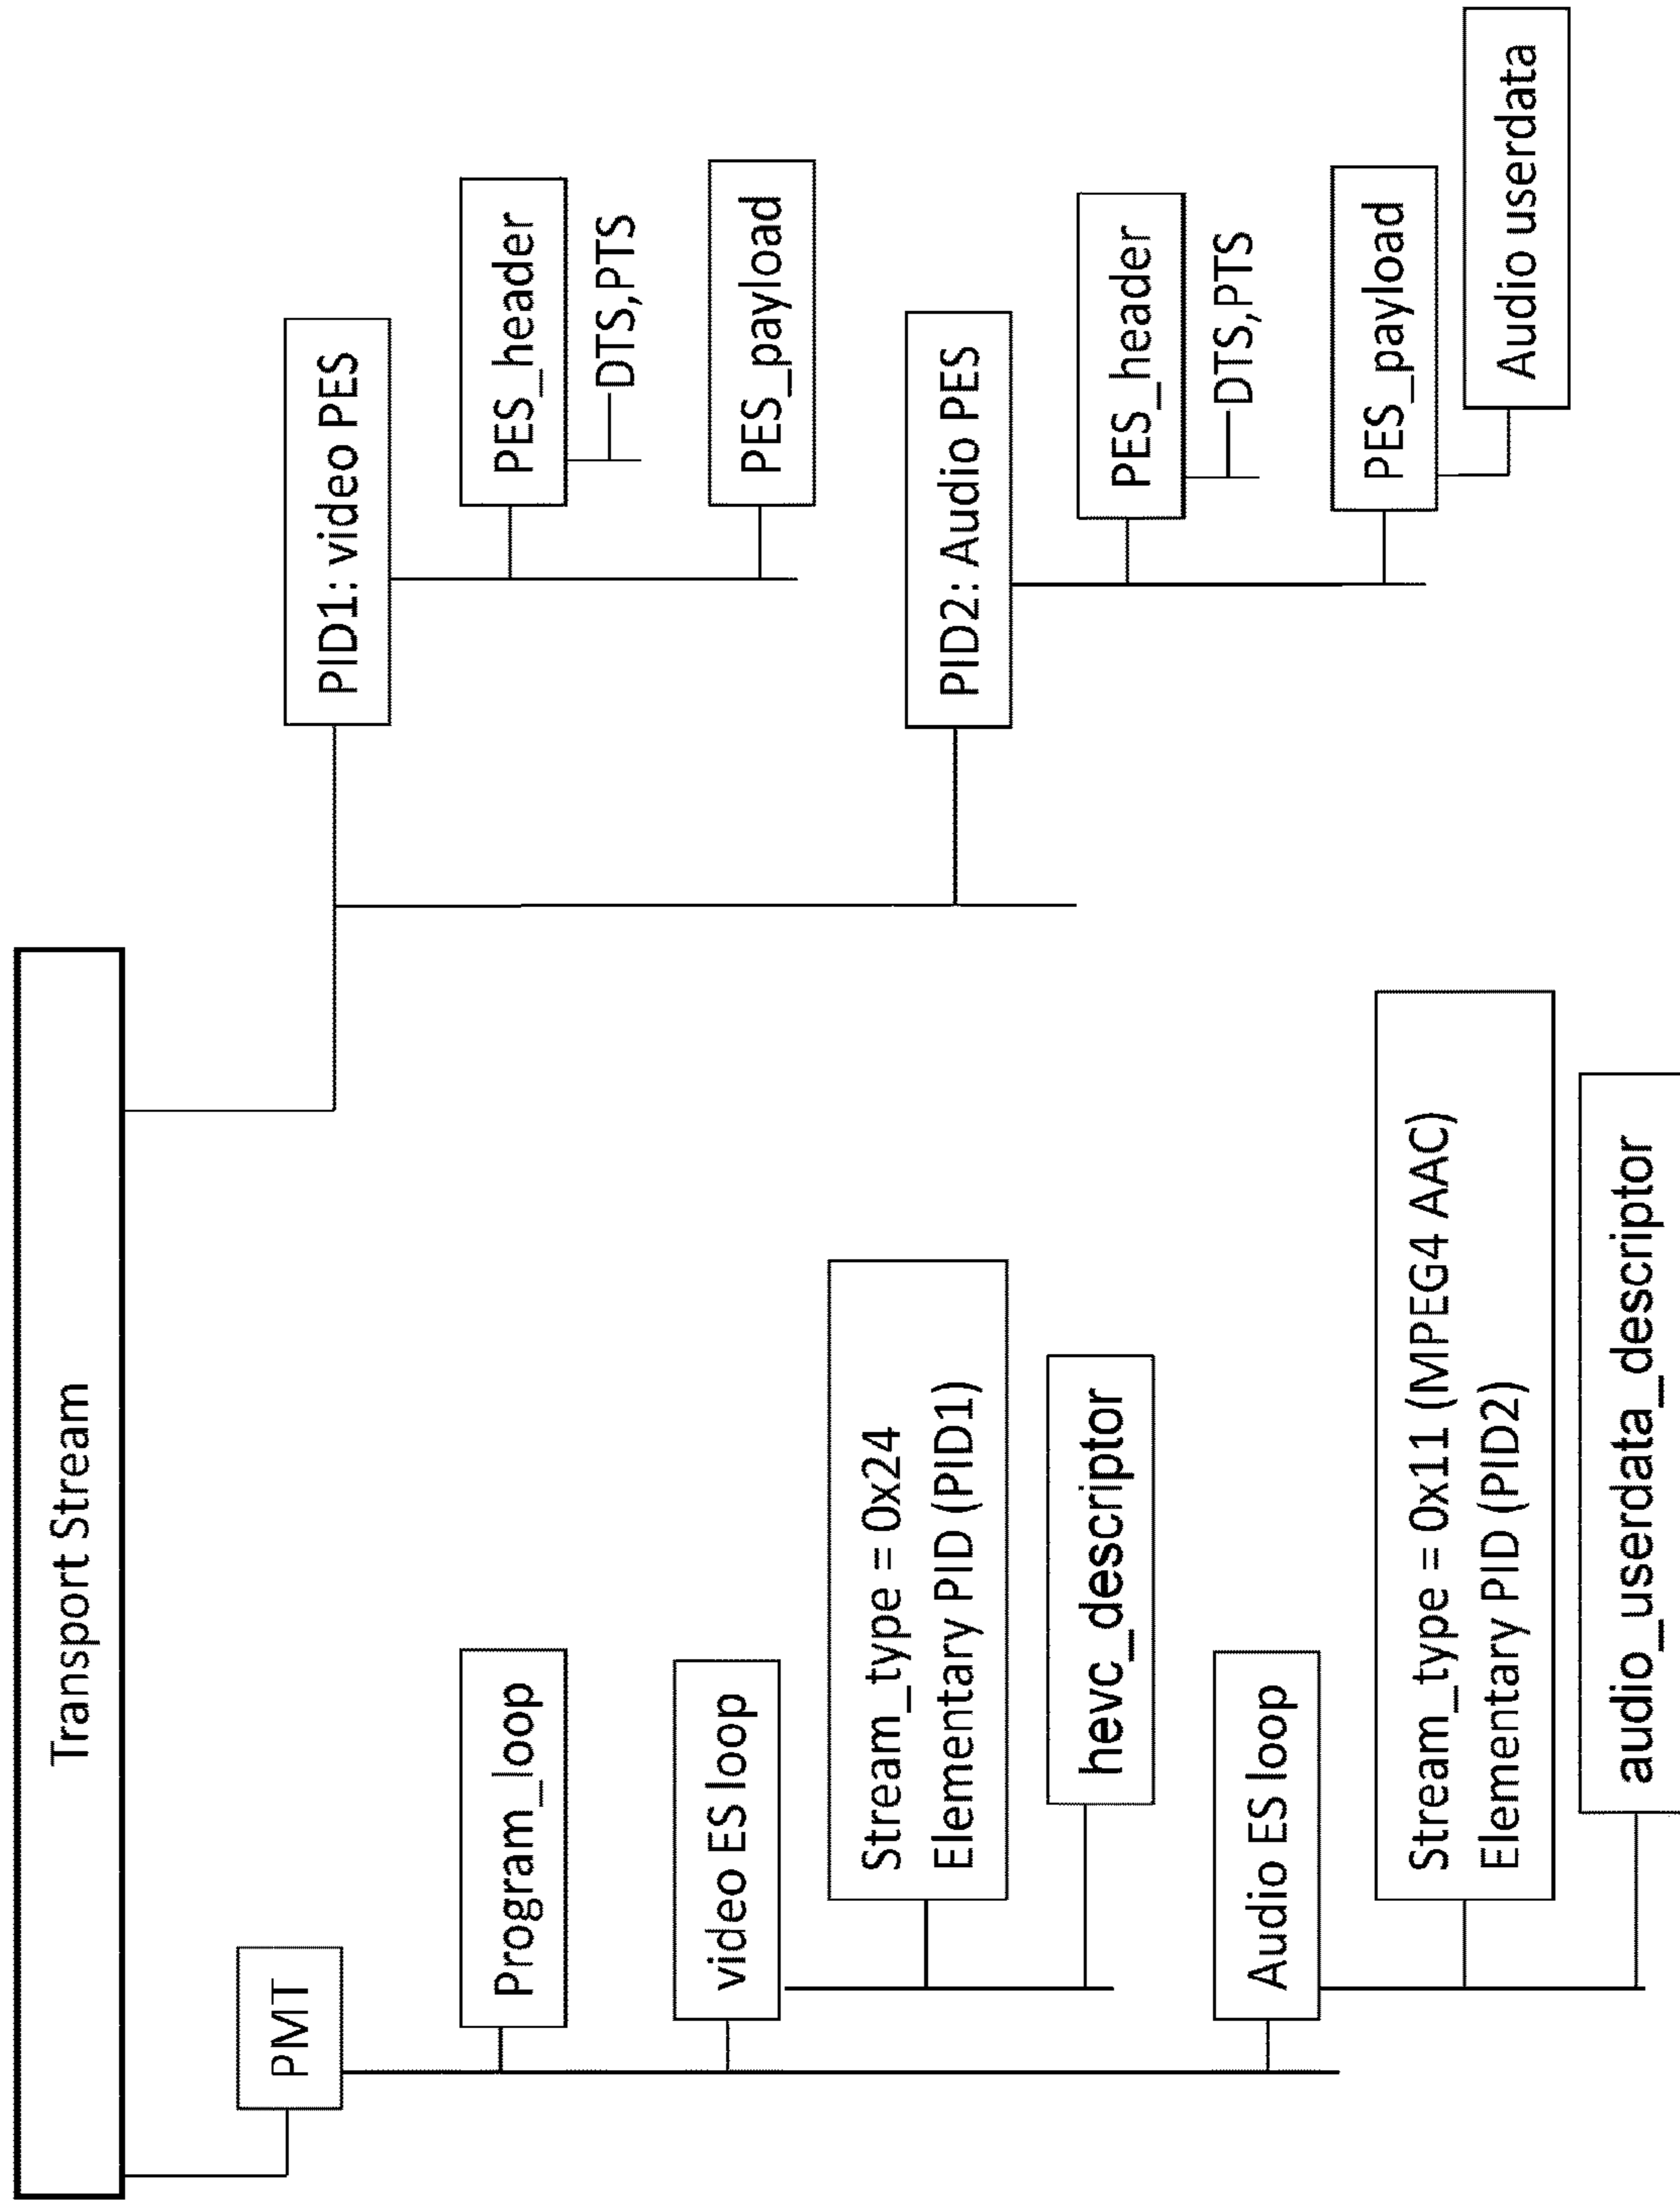 Transport Stream
PMT
Program_loop
video ES loop
Stream_type = 0x24
Elementary PID (PID1)
hevc_descriptor
Audio ES loop
Stream_type = 0x11 (MPEG4 AAC)
Elementary PID (PID2)
audio_userdata_descriptor
PID1: video PES
PES_header
DTS,PTS
PES_payload
PID2: Audio PES
PES_header
DTS,PTS
PES_payload
Audio userdata